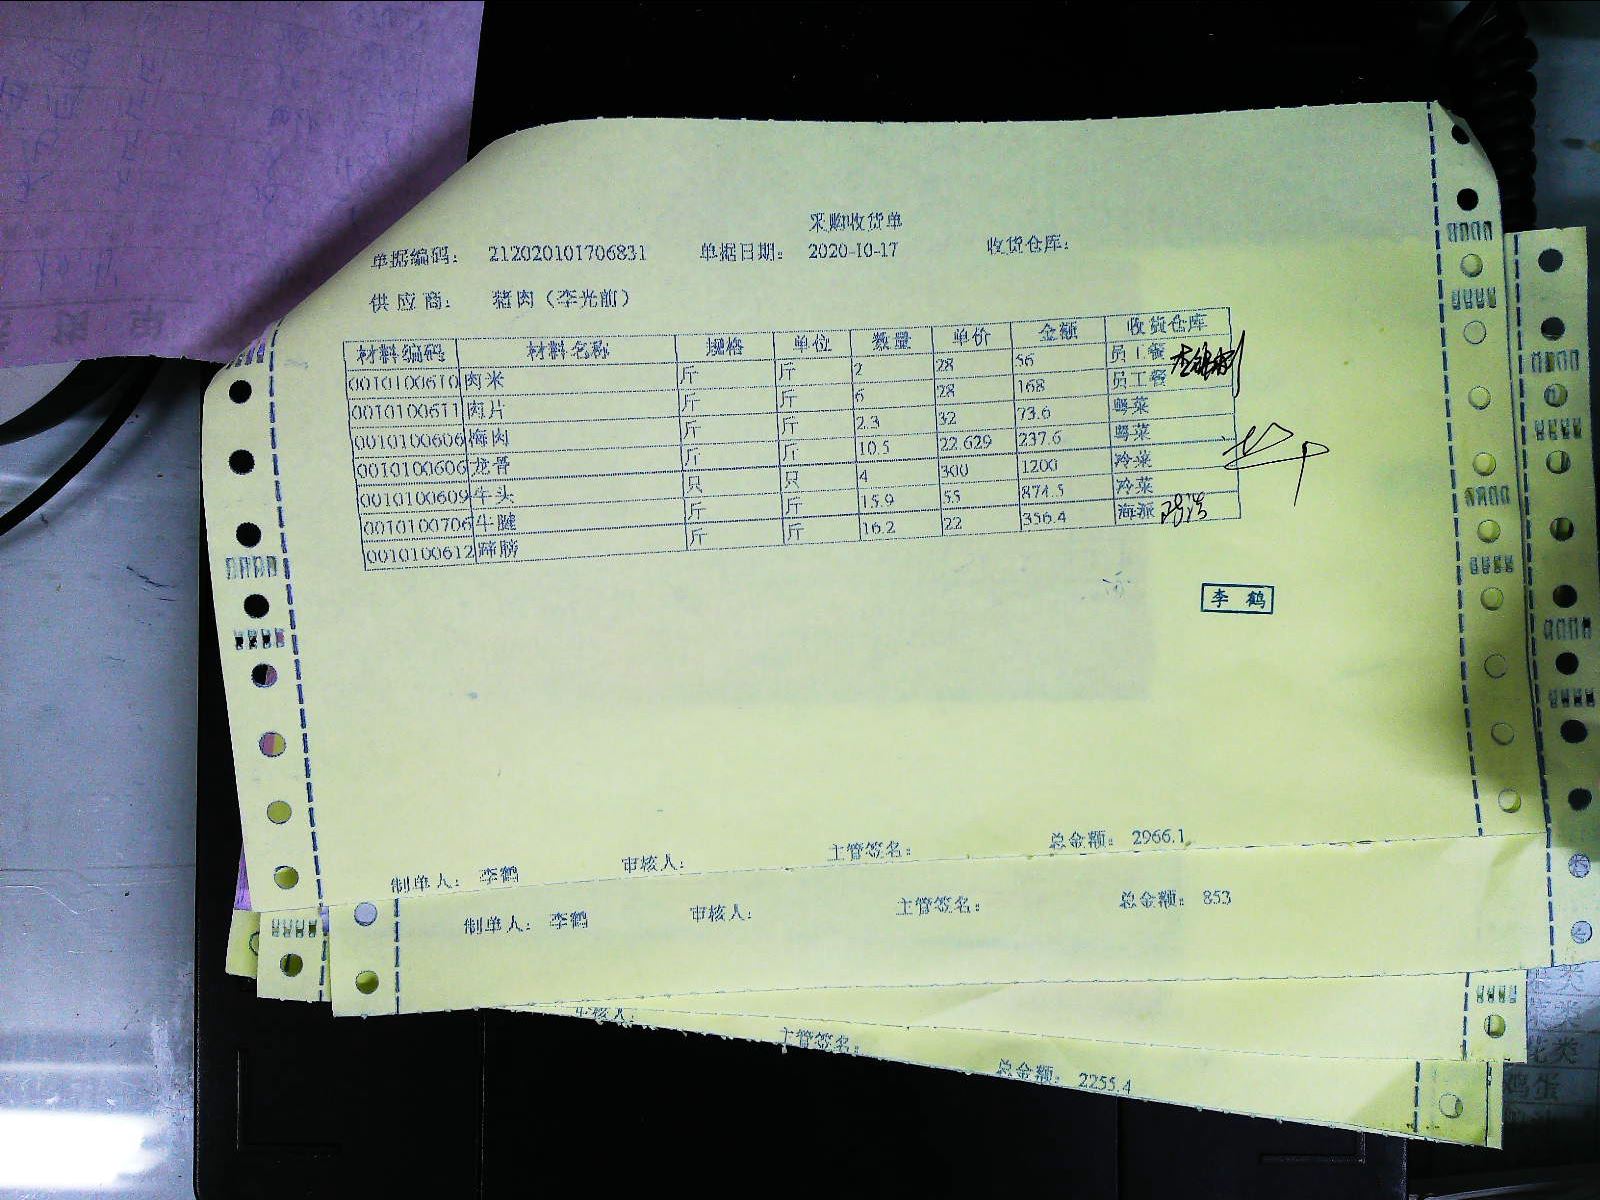 采购收货单
单据编码: 212020101706831 单据日期: 2020-10-17 收货仓库:
供应商: 猪肉（李光前）
材料编码 材料名称 规格 单位 数量 单价 金额 收货仓库
0010100610 肉米 斤 斤 2 28 56 员工餐
0010100611 肉片 斤 斤 6 28 168 员工餐
0010100606 梅肉 斤 斤 2.3 32 73.6 粤菜
0010100606 龙骨 斤 斤 10.5 22.629 237.6 粤菜
0010100609 牛头 只 只 4 300 1200 冷菜
0010100706 牛腱 斤 斤 15.9 55 874.5 冷菜
0010100612 蹄膀 斤 斤 16.2 22 356.4 海派
李鹤
制单人: 李鹤 审核人: 主管签名: 总金额: 2966.1
制单人: 李鹤 审核人: 主管签名: 总金额: 853
审核人: 主管签名: 总金额: 2255.4
鸡蛋